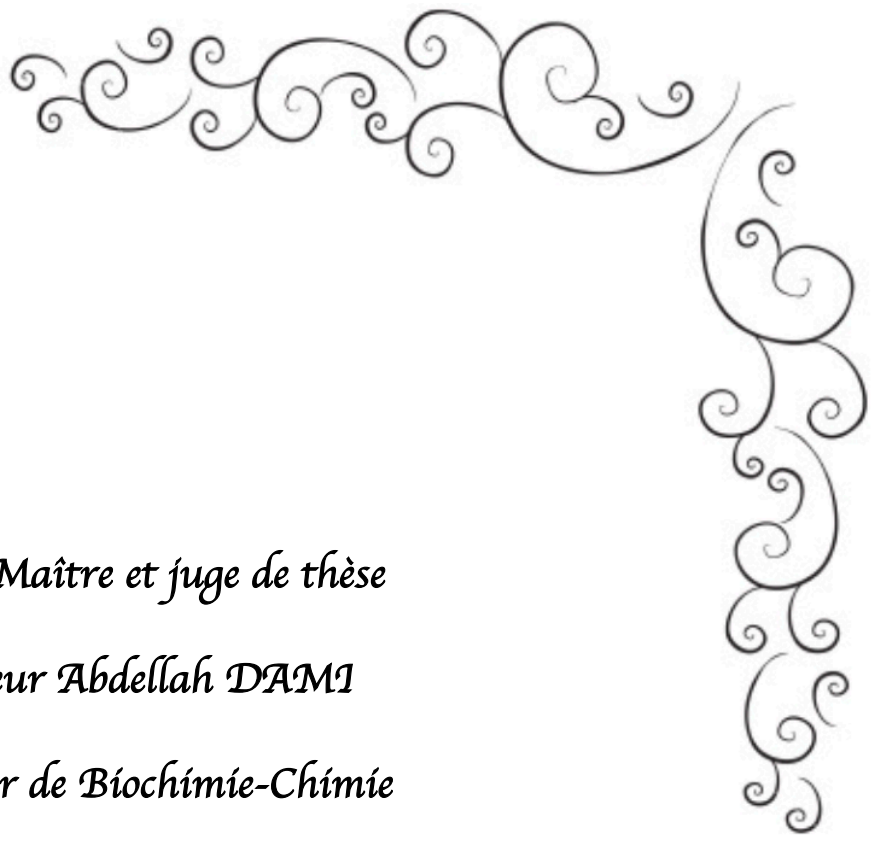 Maître et juge de thèse
eur Abdellah DAMI
r de Biochimie-Chimie